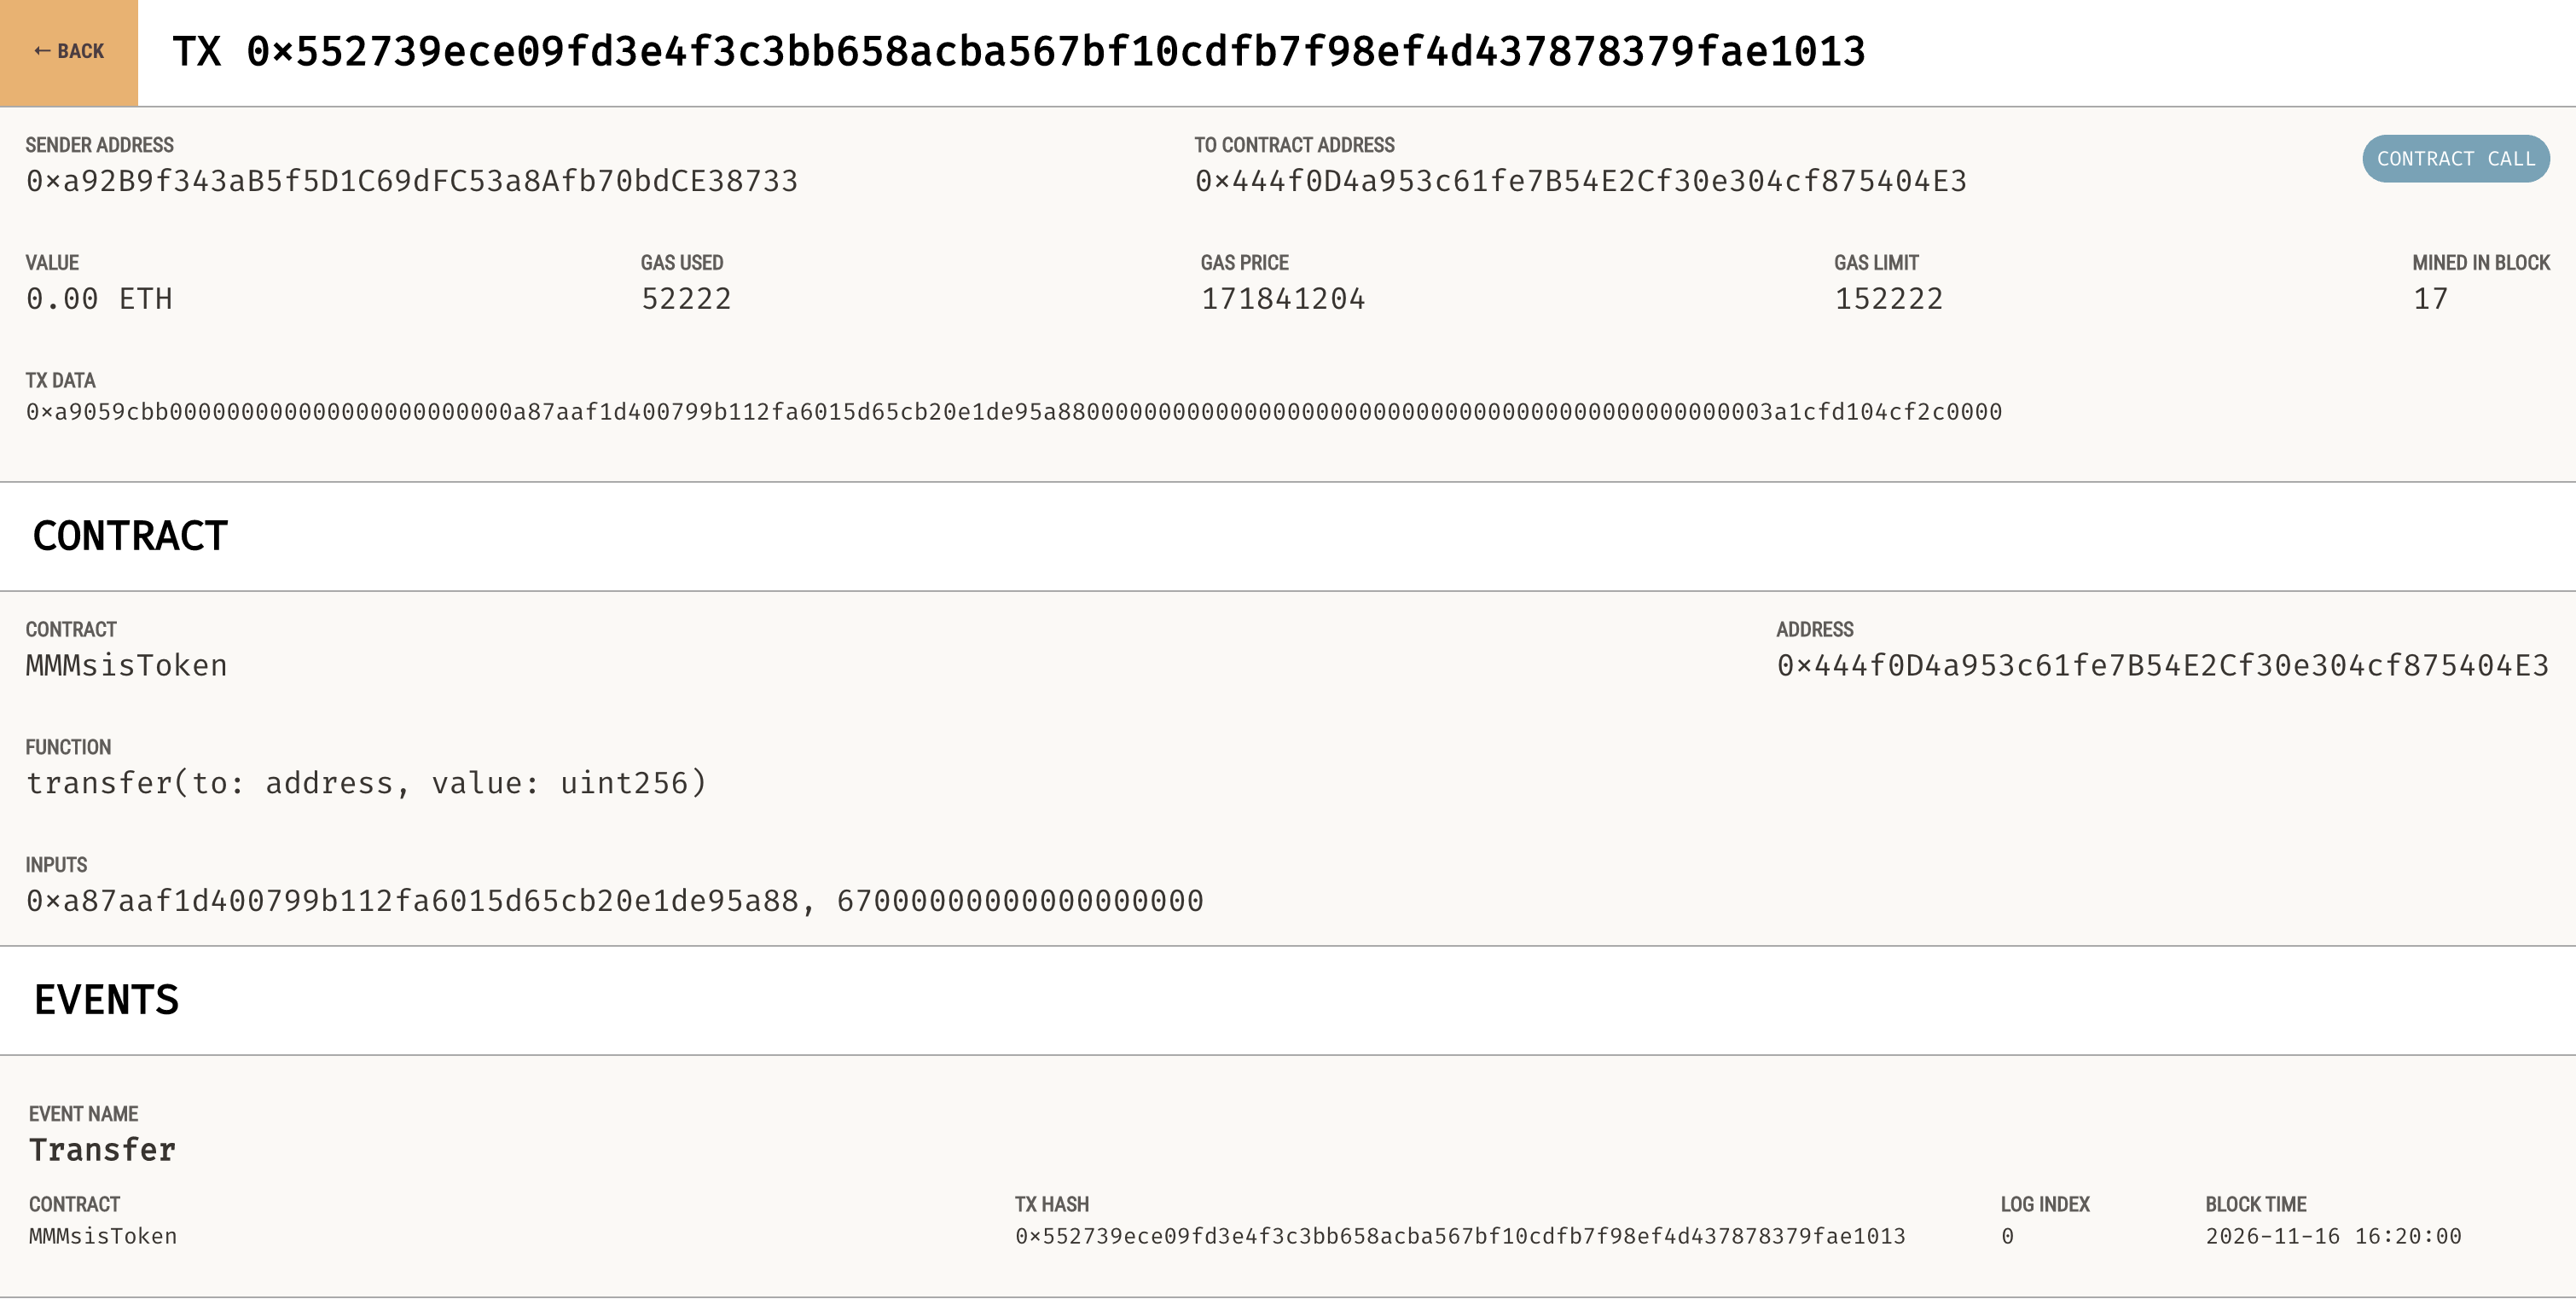 ← BACK
TX 0×552739ece09fd3e4f3c3bb658acba567bf10cdfb7f98ef4d437878379fae1013
SENDER ADDRESS
0×a92B9f343aB5f5D1C69dFC53a8Afb70bdCE38733
TO CONTRACT ADDRESS
0×444f0D4a953c61fe7B54E2Cf30e304cf875404E3
CONTRACT CALL
VALUE
0.00 ETH
GAS USED
52222
GAS PRICE
171841204
GAS LIMIT
152222
MINED IN BLOCK
17
TX DATA
0×a9059cbb000000000000000000000000a87aaf1d400799b112fa6015d65cb20e1de95a8800000000000000000000000000000000000000000000003a1cfd104cf2c0000
CONTRACT
CONTRACT
MMMsisToken
ADDRESS
0×444f0D4a953c61fe7B54E2Cf30e304cf875404E3
FUNCTION
transfer(to: address, value: uint256)
INPUTS
0×a87aaf1d400799b112fa6015d65cb20e1de95a88, 67000000000000000000
EVENTS
EVENT NAME
Transfer
CONTRACT
MMMsisToken
TX HASH
0×552739ece09fd3e4f3c3bb658acba567bf10cdfb7f98ef4d437878379fae1013
LOG INDEX
0
BLOCK TIME
2026-11-16 16:20:00